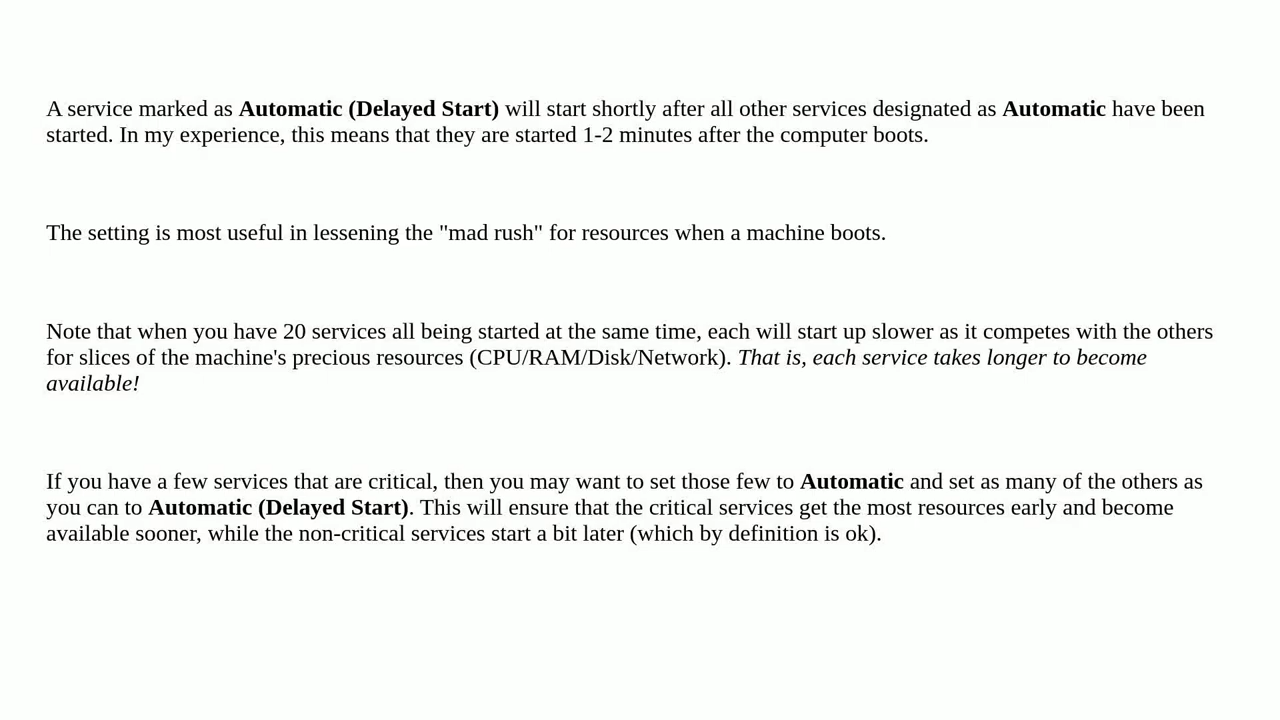 A service marked as Automatic (Delayed Start) will start shortly after all other services designated as Automatic have been
started. In my experience, this means that they are started 1-2 minutes after the computer boots.
The setting is most useful in lessening the "mad rush" for resources when a machine boots.
Note that when you have 20 services all being started at the same time, each will start up slower as it competes with the others
for slices of the machine's precious resources (CPU/RAM/Disk/Network). That is, each service takes longer to become
available!
If you have a few services that are critical, then you may want to set those few to Automatic and set as many of the others as
you can to Automatic (Delayed Start). This will ensure that the critical services get the most resources early and become
available sooner, while the non-critical services start a bit later (which by definition is ok).